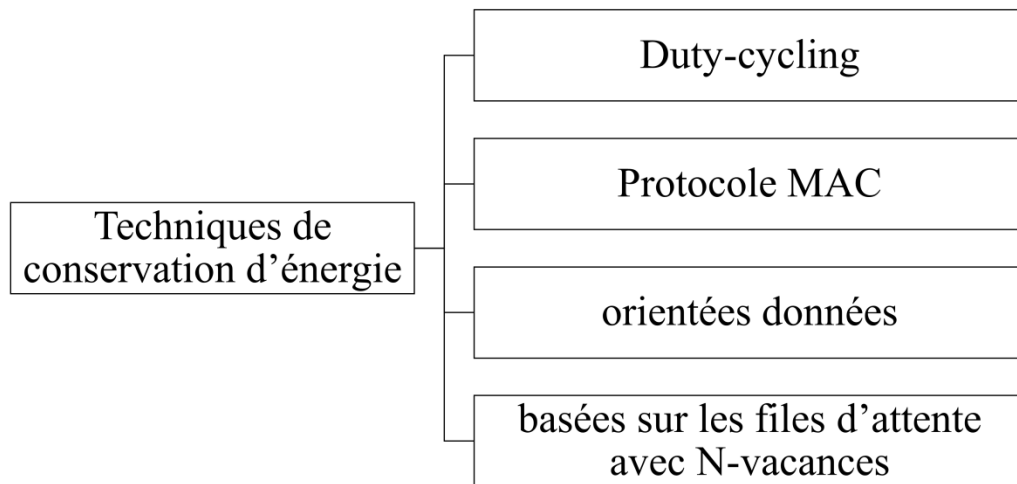 Duty-cycling
Protocole MAC
Techniques de
conservation d’énergie
orientées données
basées sur les files d’attente
avec N-vacances